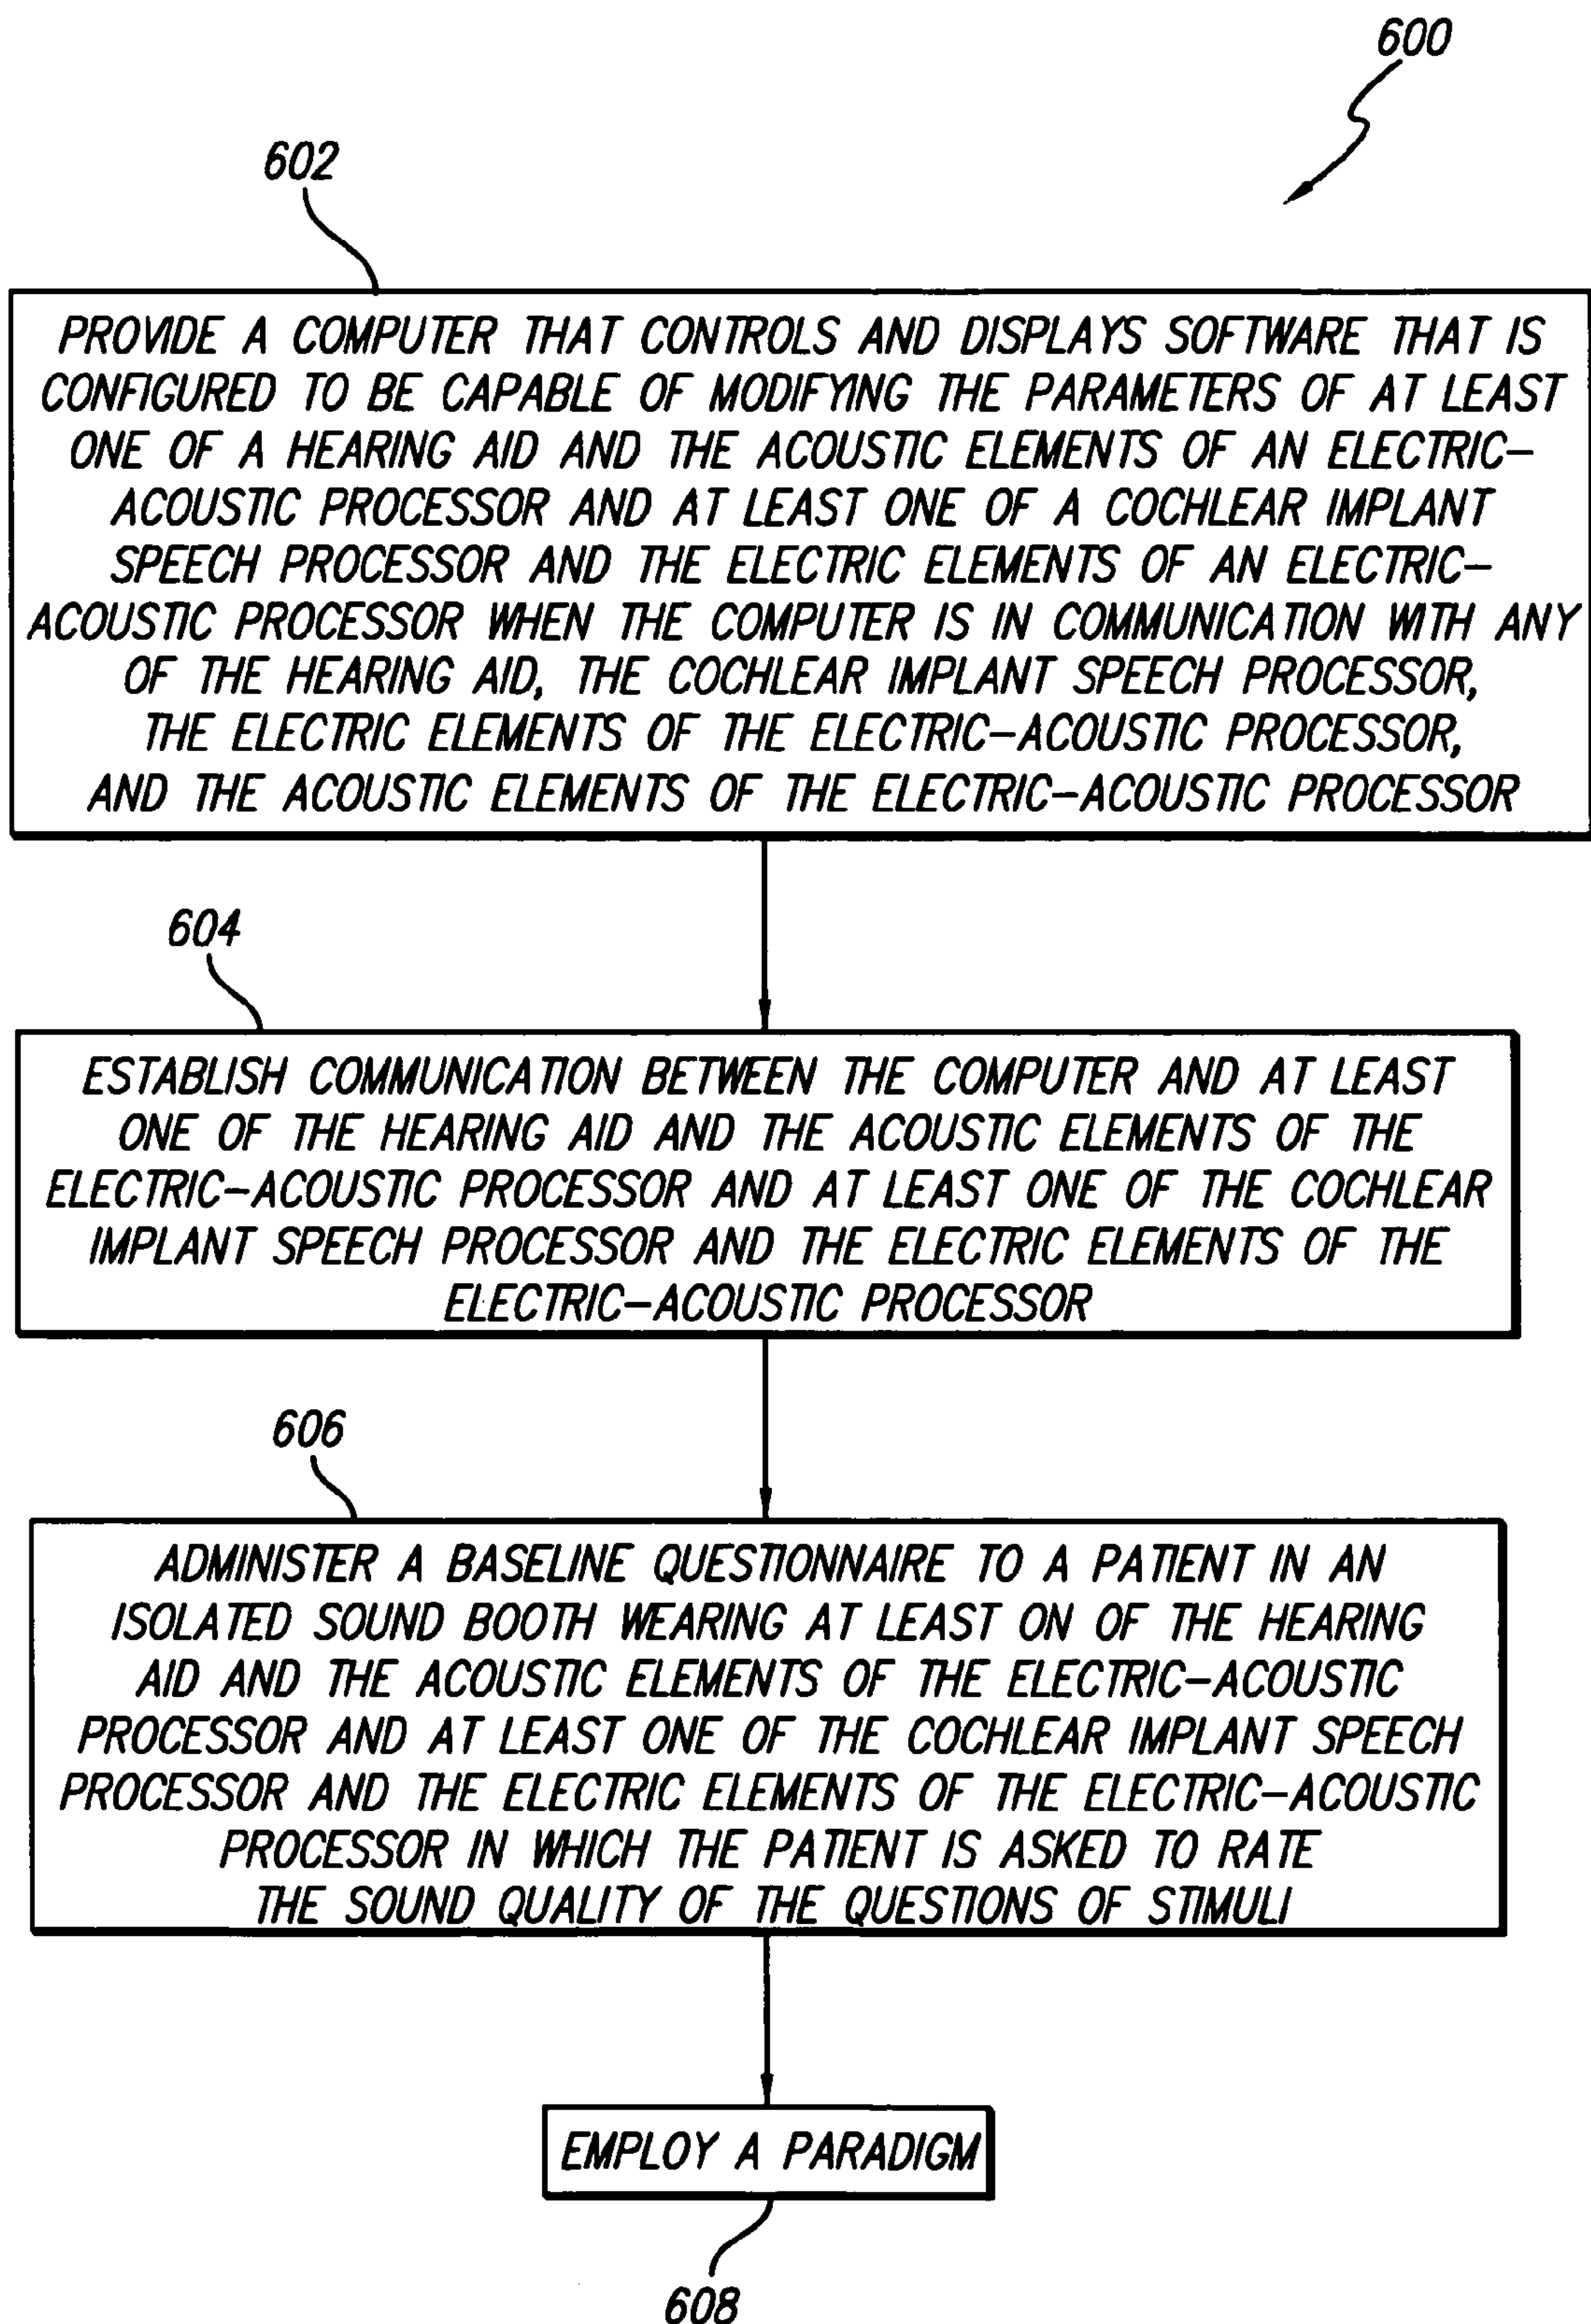 600
602
PROVIDE A COMPUTER THAT CONTROLS AND DISPLAYS SOFTWARE THAT IS
CONFIGURED TO BE CAPABLE OF MODIFYING THE PARAMETERS OF AT LEAST
ONE OF A HEARING AID AND THE ACOUSTIC ELEMENTS OF AN ELECTRIC-
ACOUSTIC PROCESSOR AND AT LEAST ONE OF A COCHLEAR IMPLANT
SPEECH PROCESSOR AND THE ELECTRIC ELEMENTS OF AN ELECTRIC-
ACOUSTIC PROCESSOR WHEN THE COMPUTER IS IN COMMUNICATION WITH ANY
OF THE HEARING AID, THE COCHLEAR IMPLANT SPEECH PROCESSOR,
THE ELECTRIC ELEMENTS OF THE ELECTRIC-ACOUSTIC PROCESSOR,
AND THE ACOUSTIC ELEMENTS OF THE ELECTRIC-ACOUSTIC PROCESSOR
604
ESTABLISH COMMUNICATION BETWEEN THE COMPUTER AND AT LEAST
ONE OF THE HEARING AID AND THE ACOUSTIC ELEMENTS OF THE
ELECTRIC-ACOUSTIC PROCESSOR AND AT LEAST ONE OF THE COCHLEAR
IMPLANT SPEECH PROCESSOR AND THE ELECTRIC ELEMENTS OF THE
ELECTRIC-ACOUSTIC PROCESSOR
606
ADMINISTER A BASELINE QUESTIONNAIRE TO A PATIENT IN AN
ISOLATED SOUND BOOTH WEARING AT LEAST ON OF THE HEARING
AID AND THE ACOUSTIC ELEMENTS OF THE ELECTRIC-ACOUSTIC
PROCESSOR AND AT LEAST ONE OF THE COCHLEAR IMPLANT SPEECH
PROCESSOR AND THE ELECTRIC ELEMENTS OF THE ELECTRIC-ACOUSTIC
PROCESSOR IN WHICH THE PATIENT IS ASKED TO RATE
THE SOUND QUALITY OF THE QUESTIONS OF STIMULI
EMPLOY A PARADIGM
608